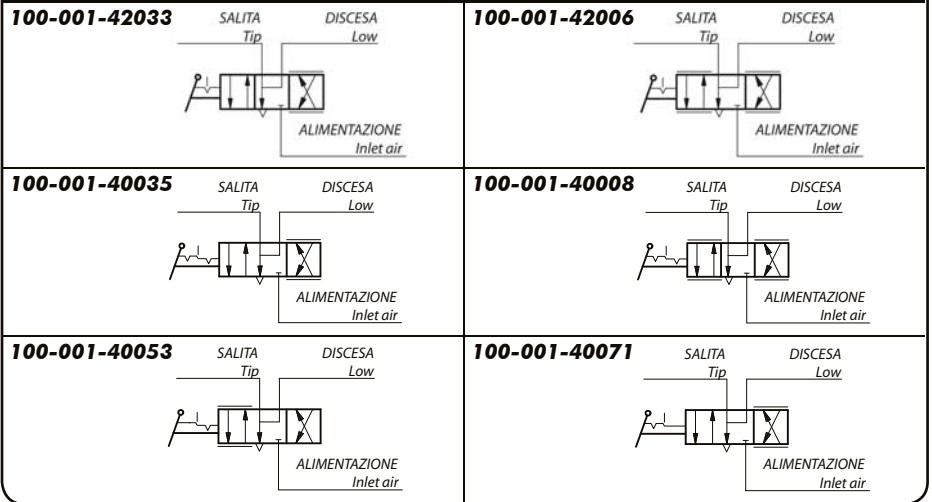 100-001-42033
SALITA DISCESA
Tip Low
ALIMENTAZIONE
Inlet air
100-001-42006
SALITA DISCESA
Tip Low
ALIMENTAZIONE
Inlet air
100-001-40035
SALITA DISCESA
Tip Low
ALIMENTAZIONE
Inlet air
100-001-40008
SALITA DISCESA
Tip Low
ALIMENTAZIONE
Inlet air
100-001-40053
SALITA DISCESA
Tip Low
ALIMENTAZIONE
Inlet air
100-001-40071
SALITA DISCESA
Tip Low
ALIMENTAZIONE
Inlet air